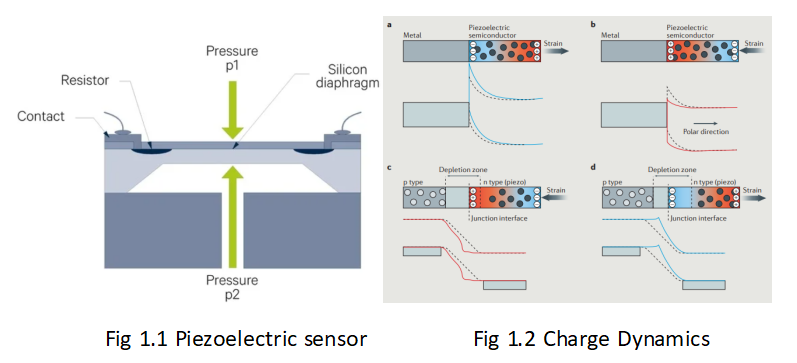 Pressure
p1
Resistor
Silicon
diaphragm
Contact
Pressure
p2
a
Metal
Piezoelectric
semiconductor
Strain
b
Metal
Piezoelectric
semiconductor
Strain
Polar direction
c
Depletion zone
p type
n type (piezo)
Strain
Junction interface
d
Depletion zone
p type
n type (piezo)
Strain
Junction interface
Fig 1.1 Piezoelectric sensor
Fig 1.2 Charge Dynamics